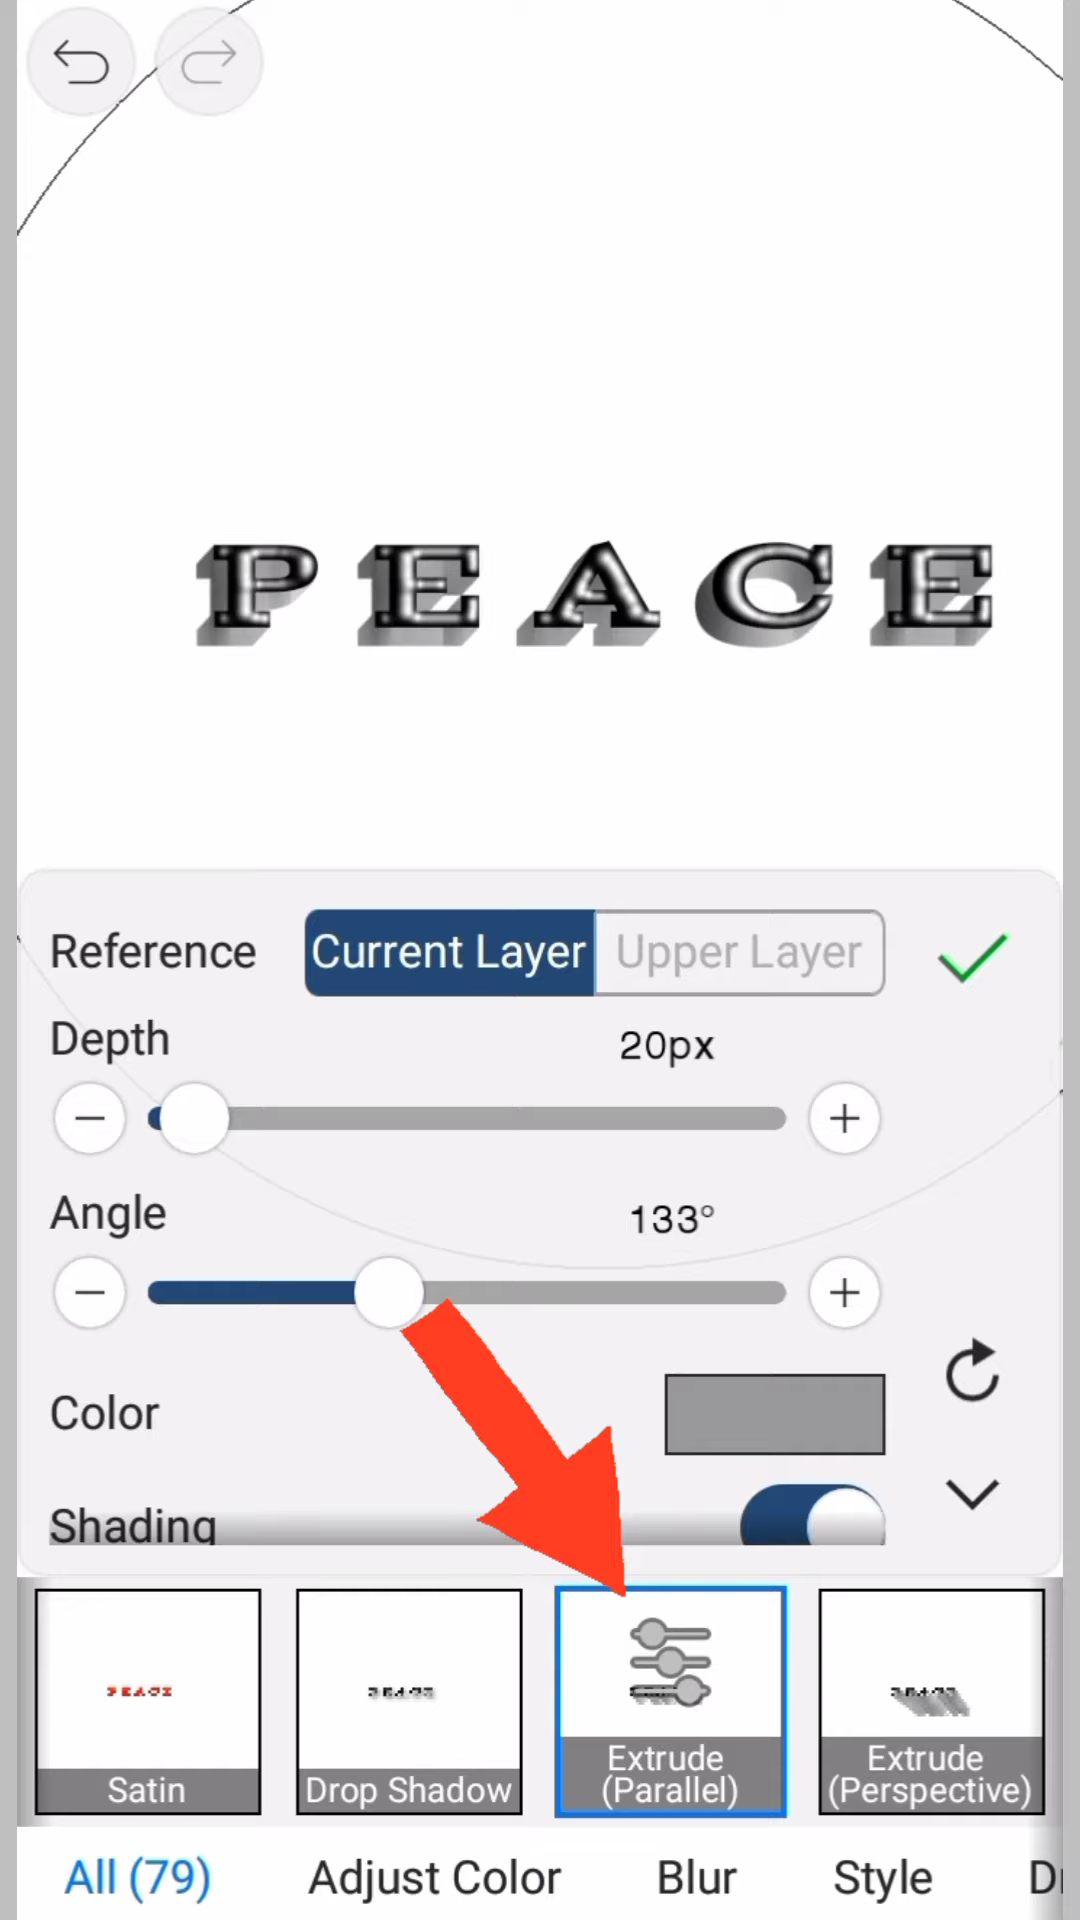 PEACE
Reference Current Layer Upper Layer
Depth 20px
Angle 133°
Color
Shading
Satin
Drop Shadow
Extrude
(Parallel)
Extrude
(Perspective)
All (79) Adjust Color Blur Style